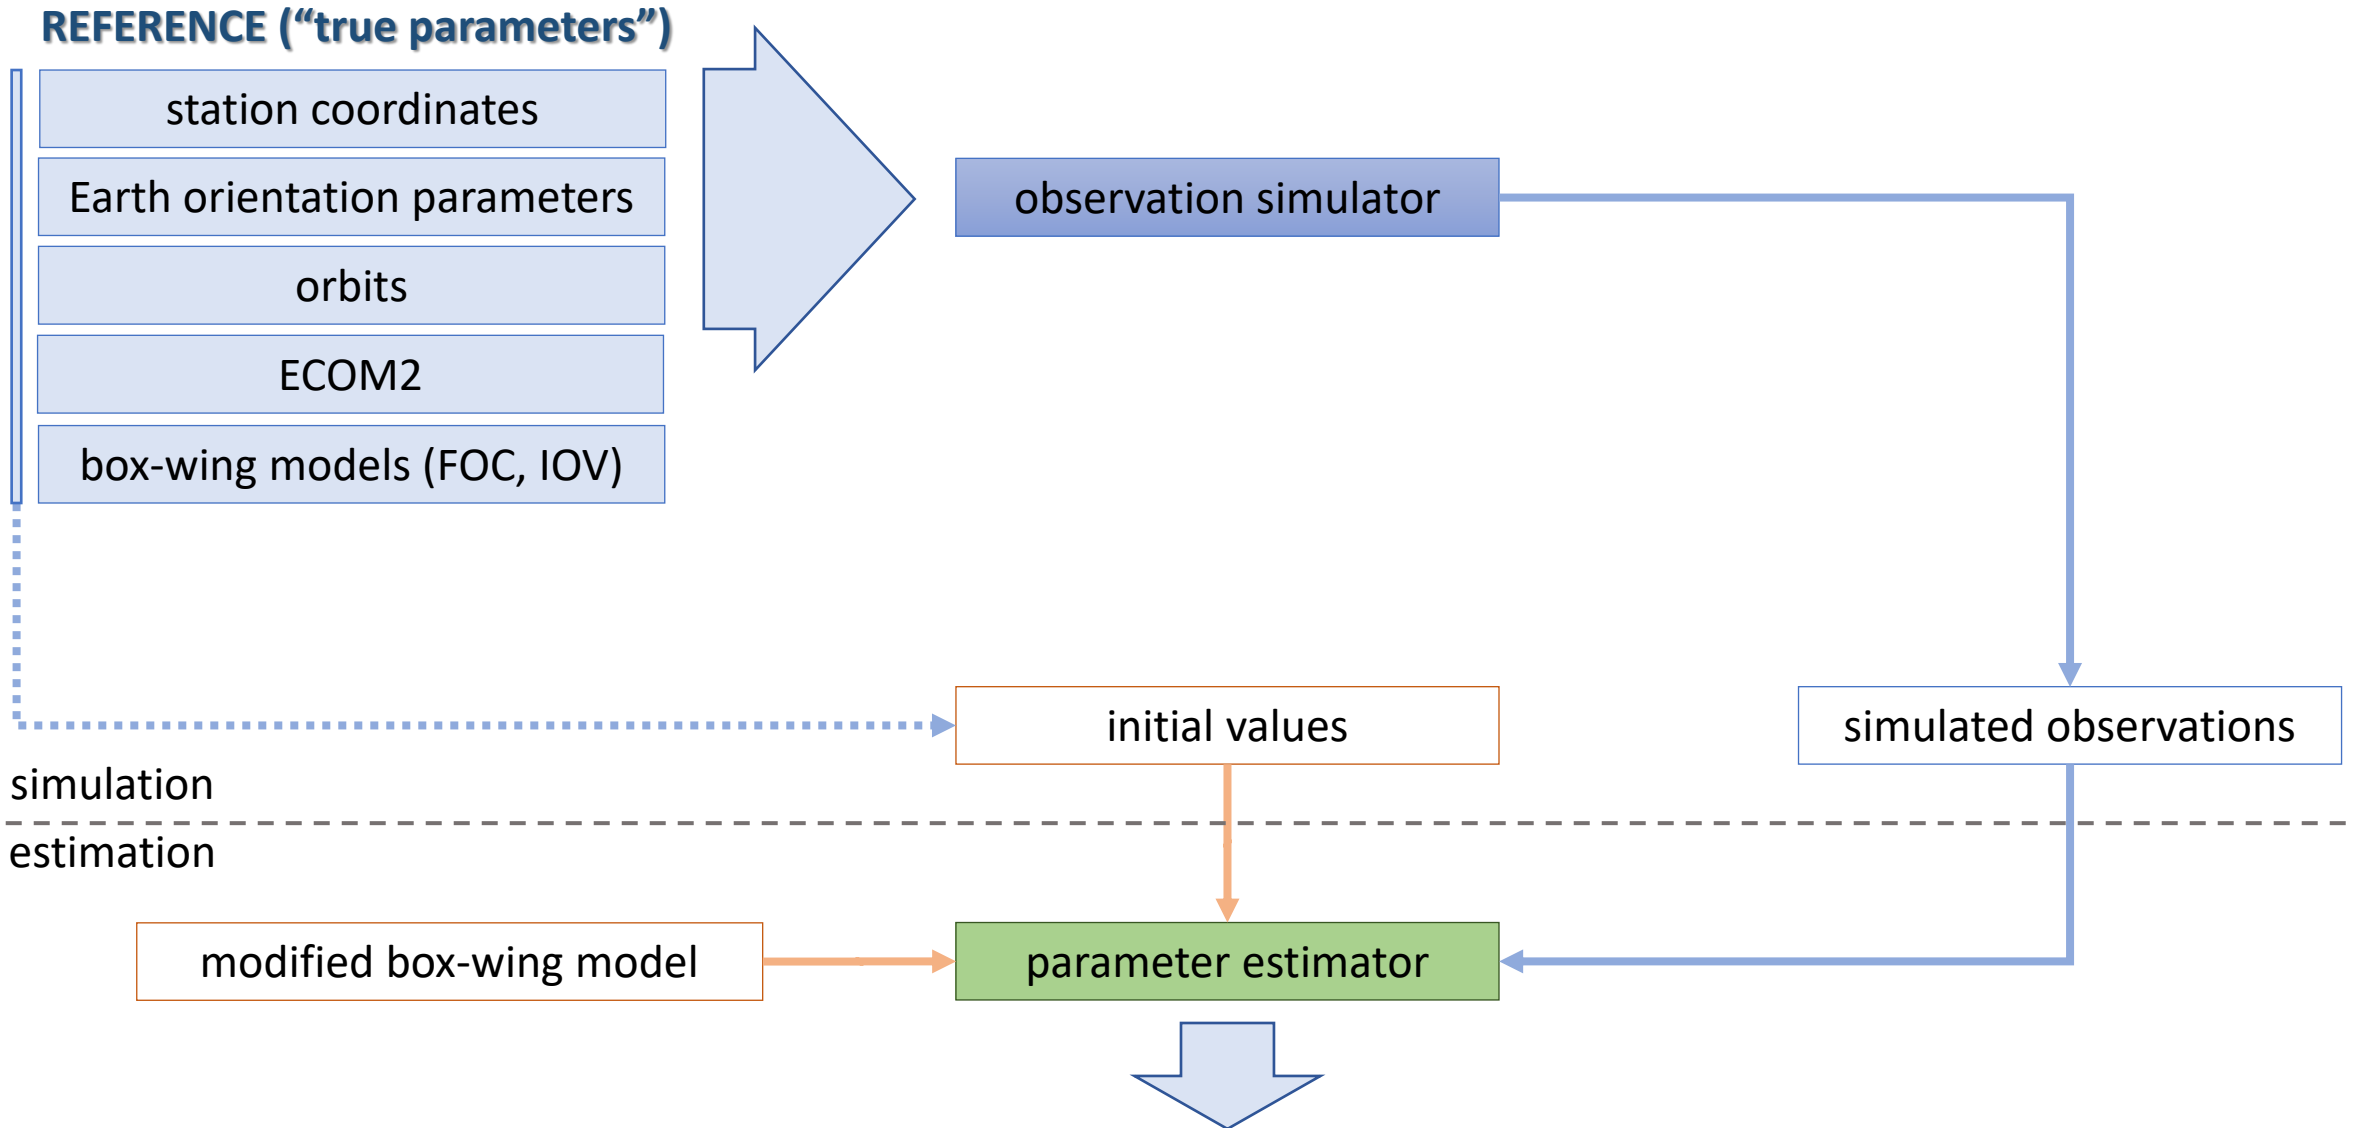 REFERENCE (“true parameters”)
station coordinates
Earth orientation parameters
observation simulator
orbits
ECOM2
box-wing models (FOC, IOV)
initial values
simulated observations
simulation
estimation
modified box-wing model
parameter estimator